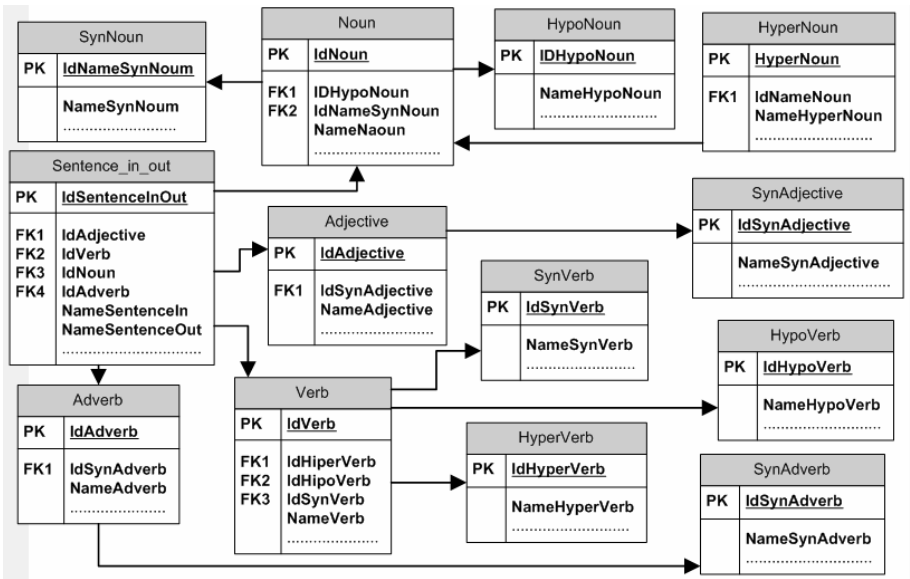 SynNoun
PK IdNameSynNoum
NameSynNoum
............................
Noun
PK IdNoun
FK1 IDHypoNoun
FK2 IdNameSynNoun
NameNaoun
................................
HypoNoun
PK IDHypoNoun
NameHypoNoun
.............................
HyperNoun
PK HyperNoun
FK1 IdNameNoun
NameHyperNoun
.............................
Sentence_in_out
PK IdSentenceInOut
FK1 IdAdjective
FK2 IdVerb
FK3 IdNoun
FK4 IdAdverb
NameSentenceIn
NameSentenceOut
...................................
Adjective
PK IdAdjective
FK1 IdSynAdjective
NameAdjective
............................
SynAdjective
PK IdSynAdjective
NameSynAdjective
....................................
SynVerb
PK IdSynVerb
NameSynVerb
............................
HypoVerb
PK IdHypoVerb
NameHypoVerb
.............................
Adverb
PK IdAdverb
FK1 IdSynAdverb
NameAdverb
........................
Verb
PK IdVerb
FK1 IdHiperVerb
FK2 IdHipoVerb
FK3 IdSynVerb
NameVerb
........................
HyperVerb
PK IdHyperVerb
NameHyperVerb
.............................
SynAdverb
PK IdSynAdverb
NameSynAdverb
...............................